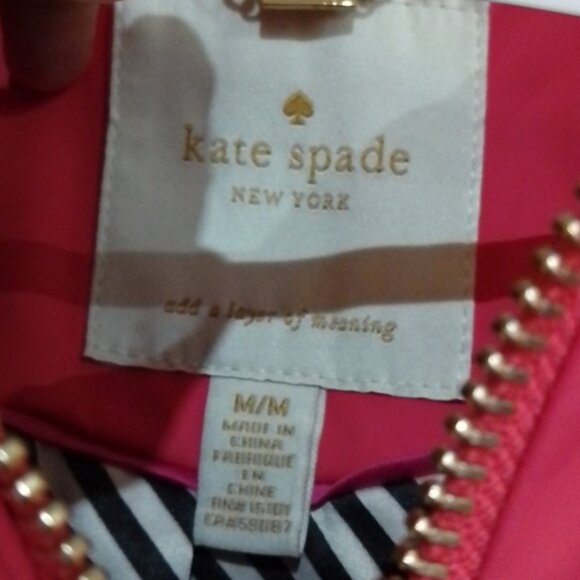 kate spade
NEW YORK
add a layer of meaning
M/M
MADE IN
CHINA
FABRIQUE
EN
CHINE